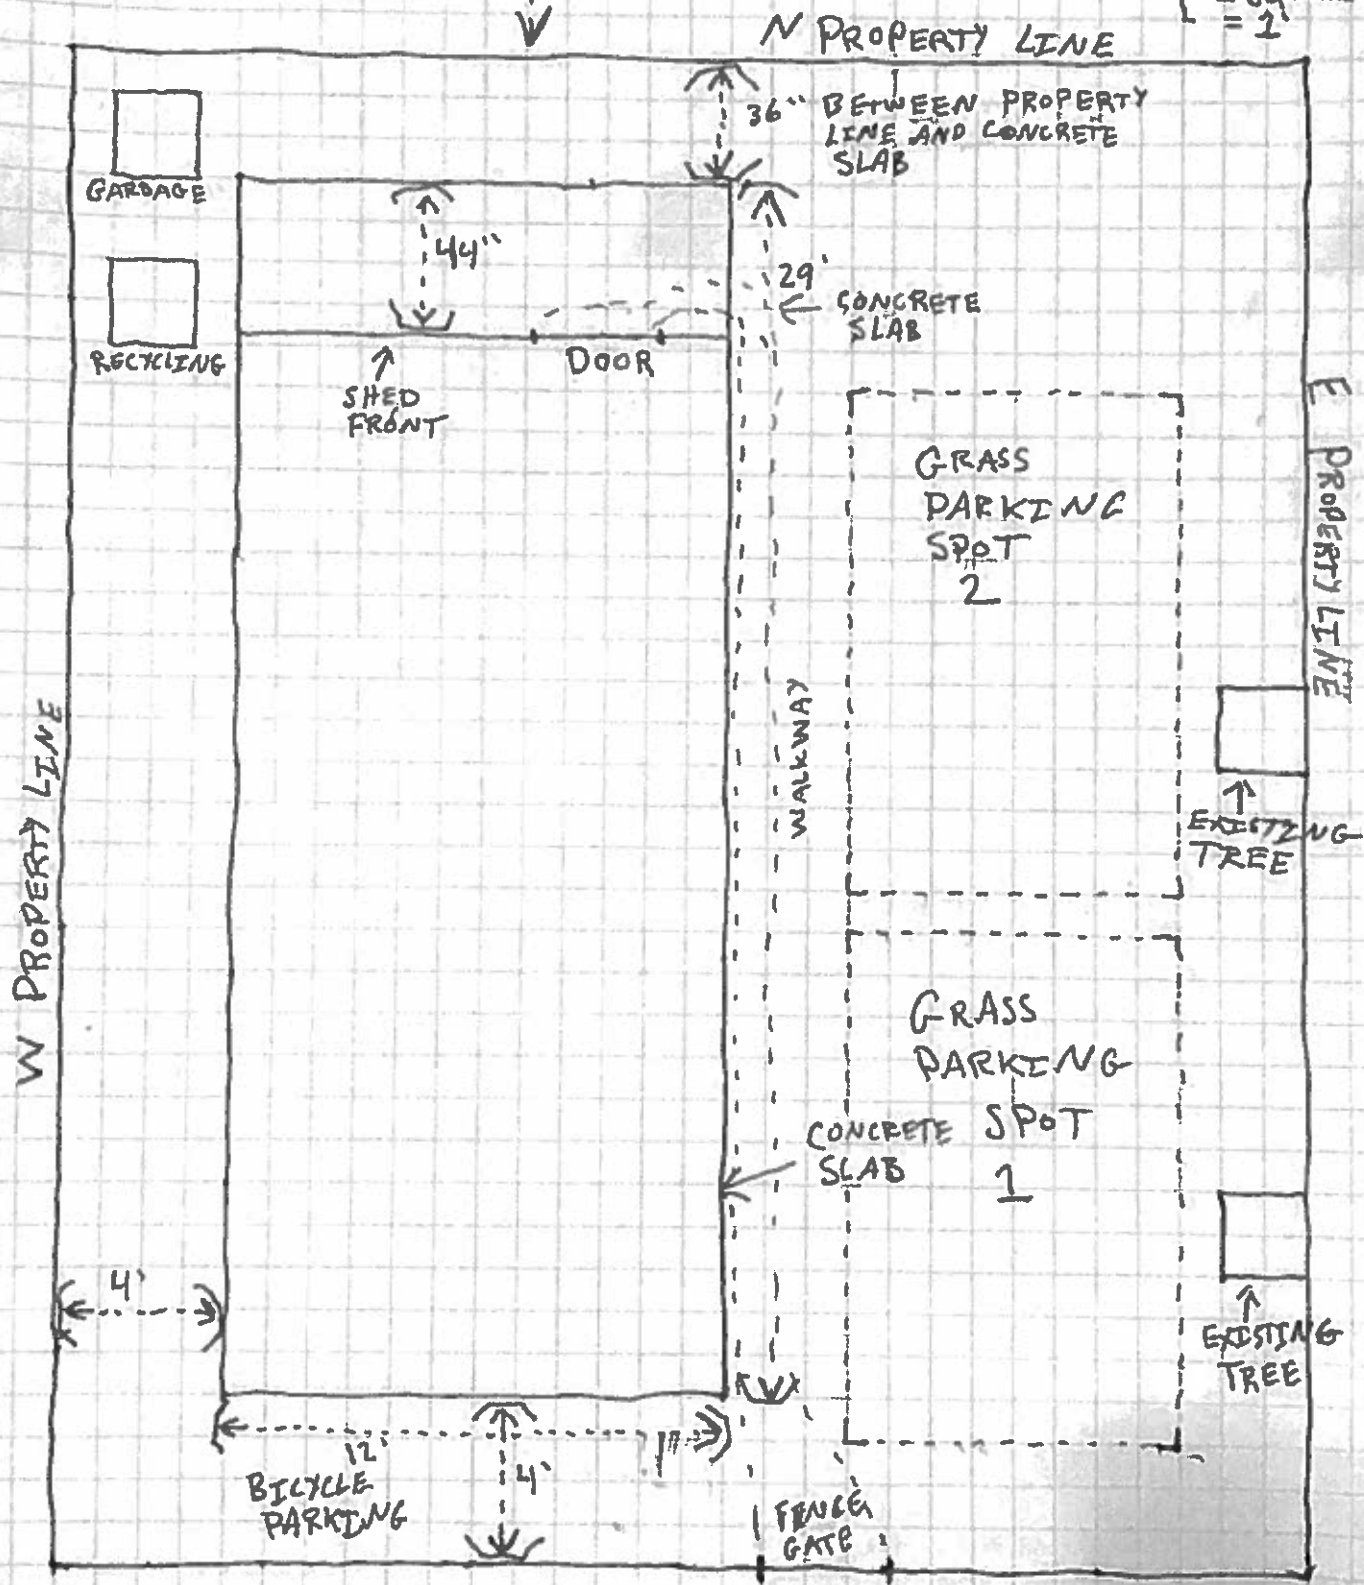 = 1'
N PROPERTY LINE
36" BETWEEN PROPERTY
LINE AND CONCRETE
SLAB
GARBAGE
44"
29'
CONCRETE
SLAB
RECYCLING
DOOR
SHED
FRONT
E PROPERTY LINE
GRASS
PARKING
SPOT
2
WALKWAY
W PROPERTY LINE
EXISTING
TREE
GRASS
PARKING
SPOT
1
CONCRETE
SLAB
4'
EXISTING
TREE
12'
4'
BICYCLE
PARKING
FENCE
GATE